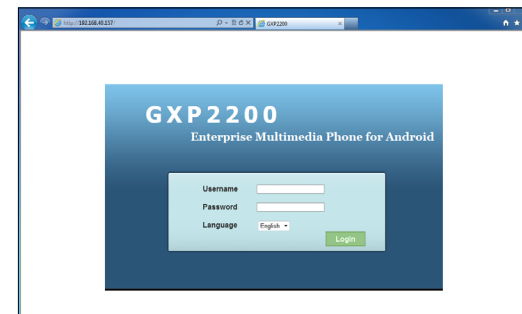 http://192.168.40.157/
GXP2200
GXP2200
Enterprise Multimedia Phone for Android
Username
Password
Language English
Login